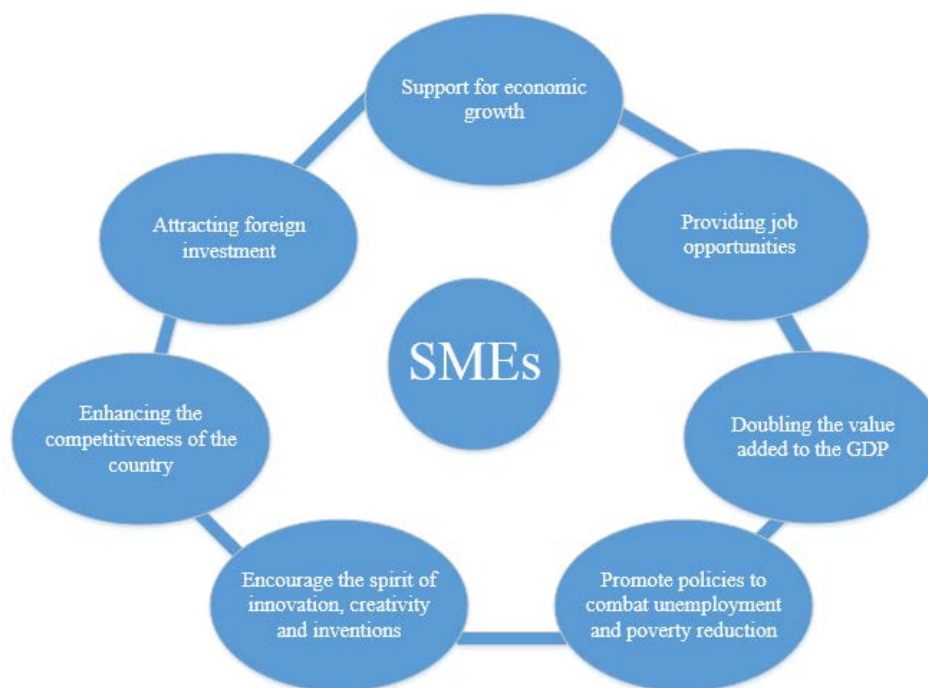 Support for economic
growth
Providing job
opportunities
Doubling the value
added to the GDP
Promote policies to
combat unemployment
and poverty reduction
Encourage the spirit of
innovation, creativity
and inventions
Enhancing the
competitiveness of the
country
Attracting foreign
investment
SMEs